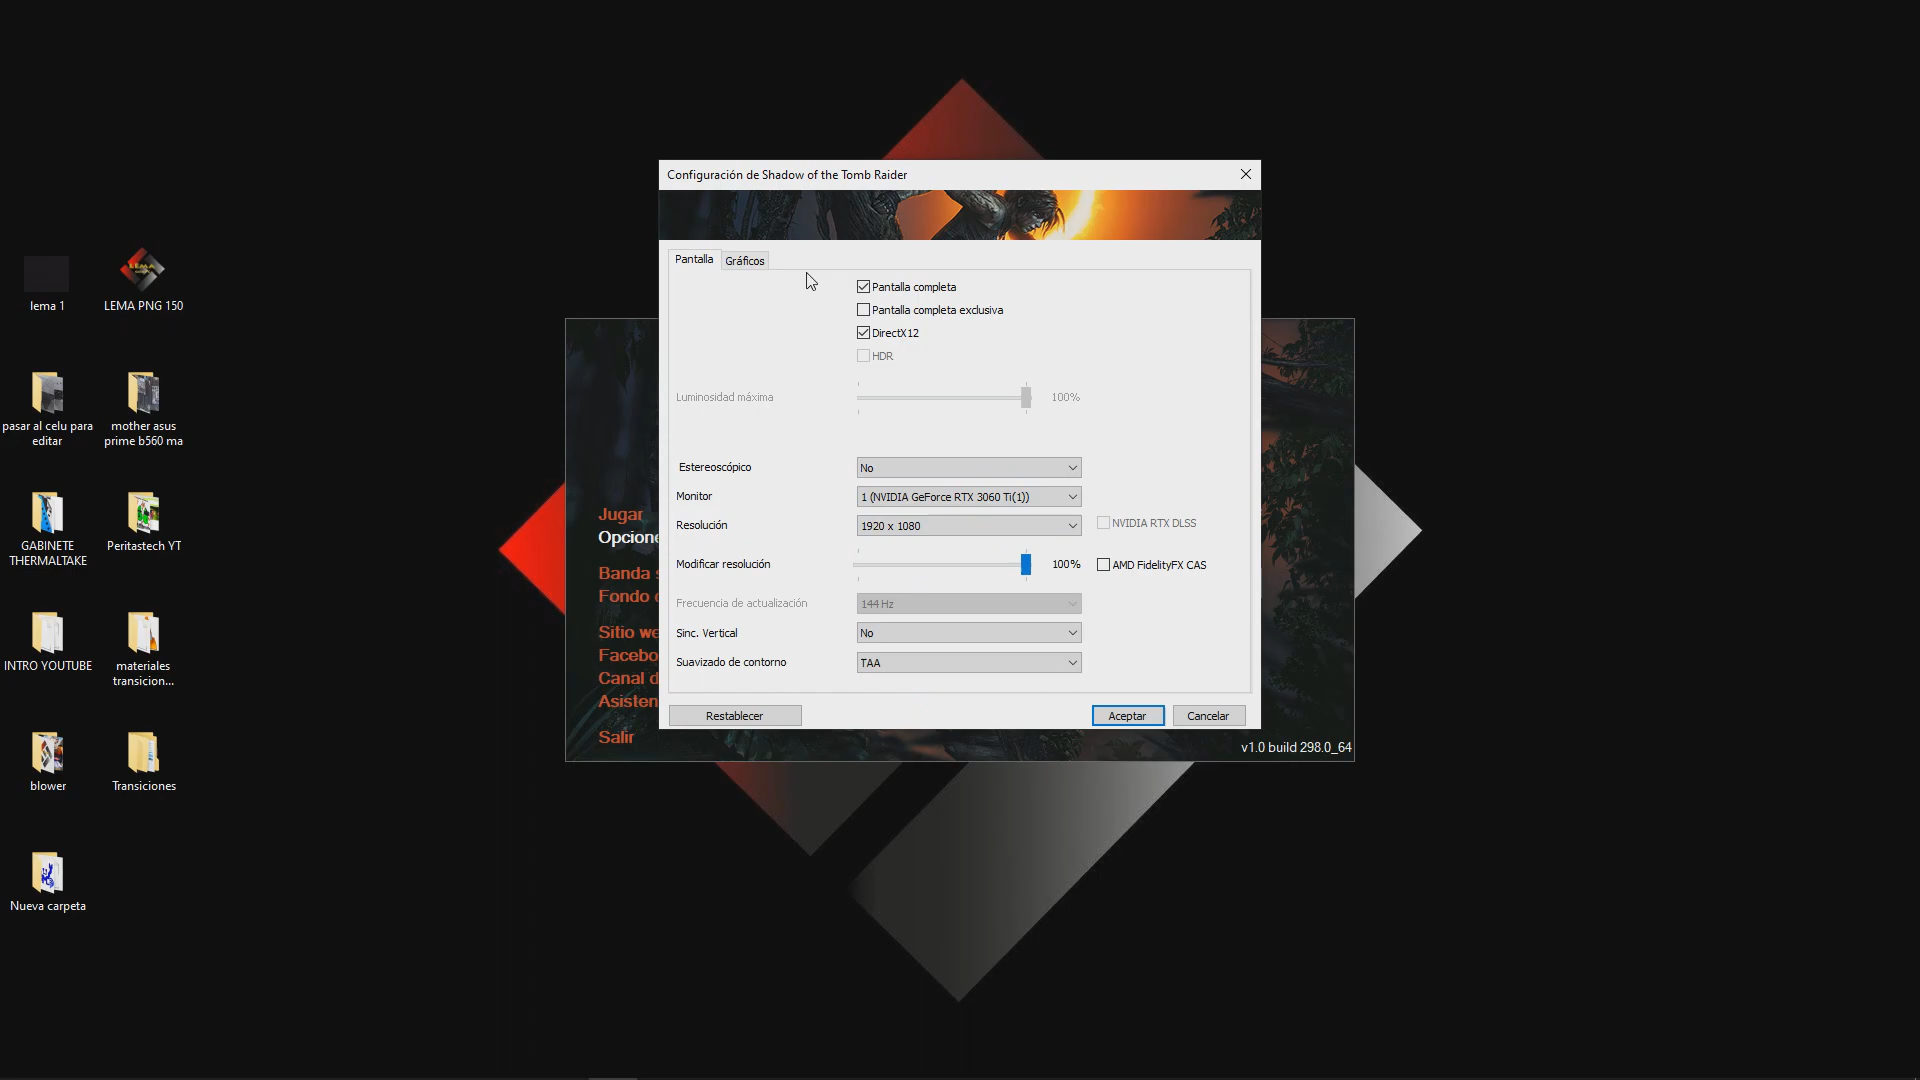 lema 1
LEMA PNG 150
pasar al celu para
editar
mother asus
prime b560 ma
GABINETE
THERMALTAKE
Peritastech YT
INTRO YOUTUBE
materiales
transicion...
blower
Transiciones
Nueva carpeta
Configuración de Shadow of the Tomb Raider
Pantalla
Gráficos
Pantalla completa
Pantalla completa exclusiva
DirectX12
HDR
Luminosidad máxima
100%
Estereoscópico
No
Monitor
1 (NVIDIA GeForce RTX 3060 Ti(1))
Resolución
1920 x 1080
NVIDIA RTX DLSS
Modificar resolución
100%
AMD FidelityFX CAS
Frecuencia de actualización
144 Hz
Sinc. Vertical
No
Suavizado de contorno
TAA
Restablecer
Aceptar
Cancelar
Jugar
Opcione
Banda s
Fondo d
Sitio we
Facebo
Canal d
Asisten
Salir
v1.0 build 298.0_64